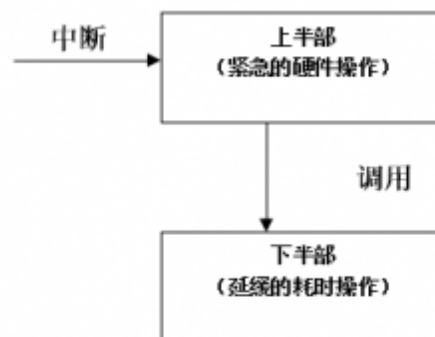 中断
上半部
（紧急的硬件操作）
调用
下半部
（延缓的耗时操作）